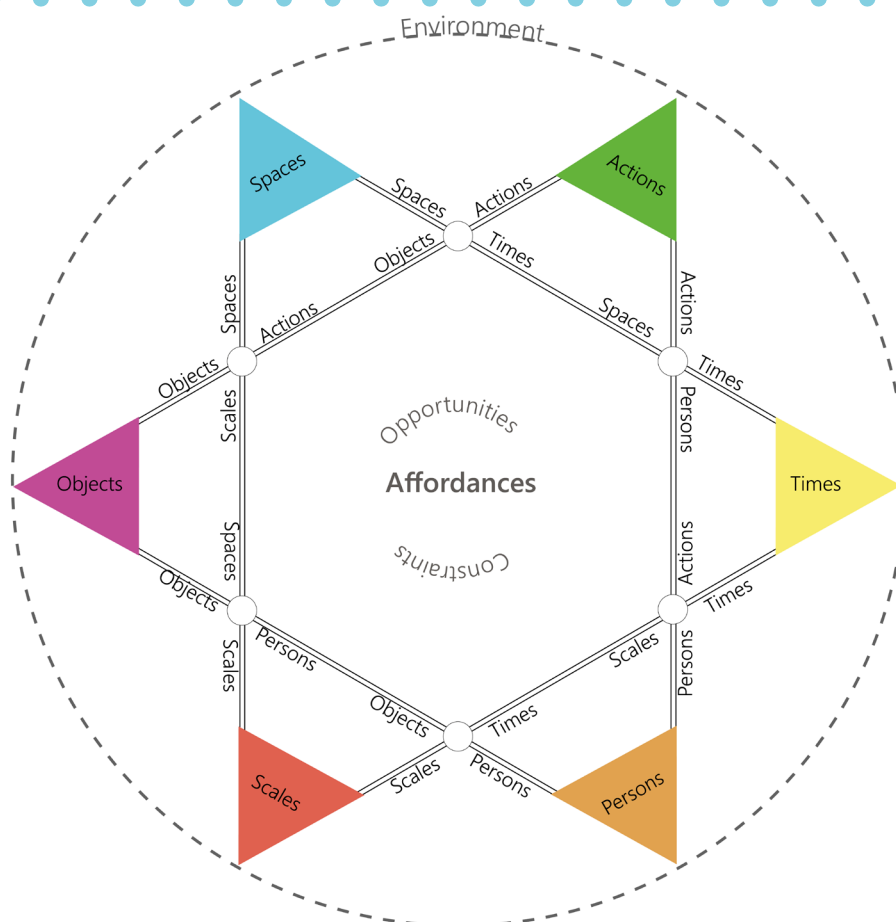 Environment
Spaces
Actions
Spaces
Actions
Objects
Times
Spaces
Actions
Spaces
Actions
Objects
Times
Scales
Persons
Opportunities
Objects
Affordances
Times
Constraints
Spaces
Actions
Objects
Times
Scales
Persons
Scales
Persons
Objects
Times
Scales
Persons
Scales
Persons